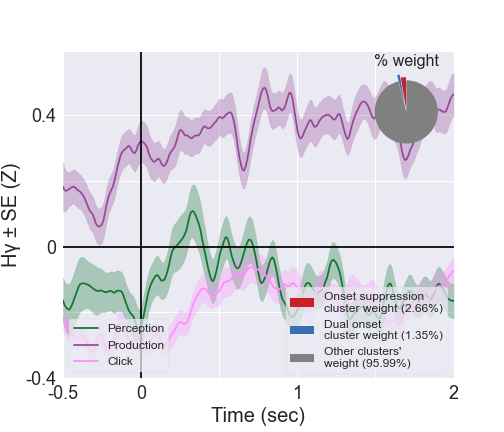 % weight
Hγ ± SE (Z)
0.4
0
-0.4
Perception
Production
Click
Onset suppression
cluster weight (2.66%)
Dual onset
cluster weight (1.35%)
Other clusters'
weight (95.99%)
-0.5
0
1
2
Time (sec)